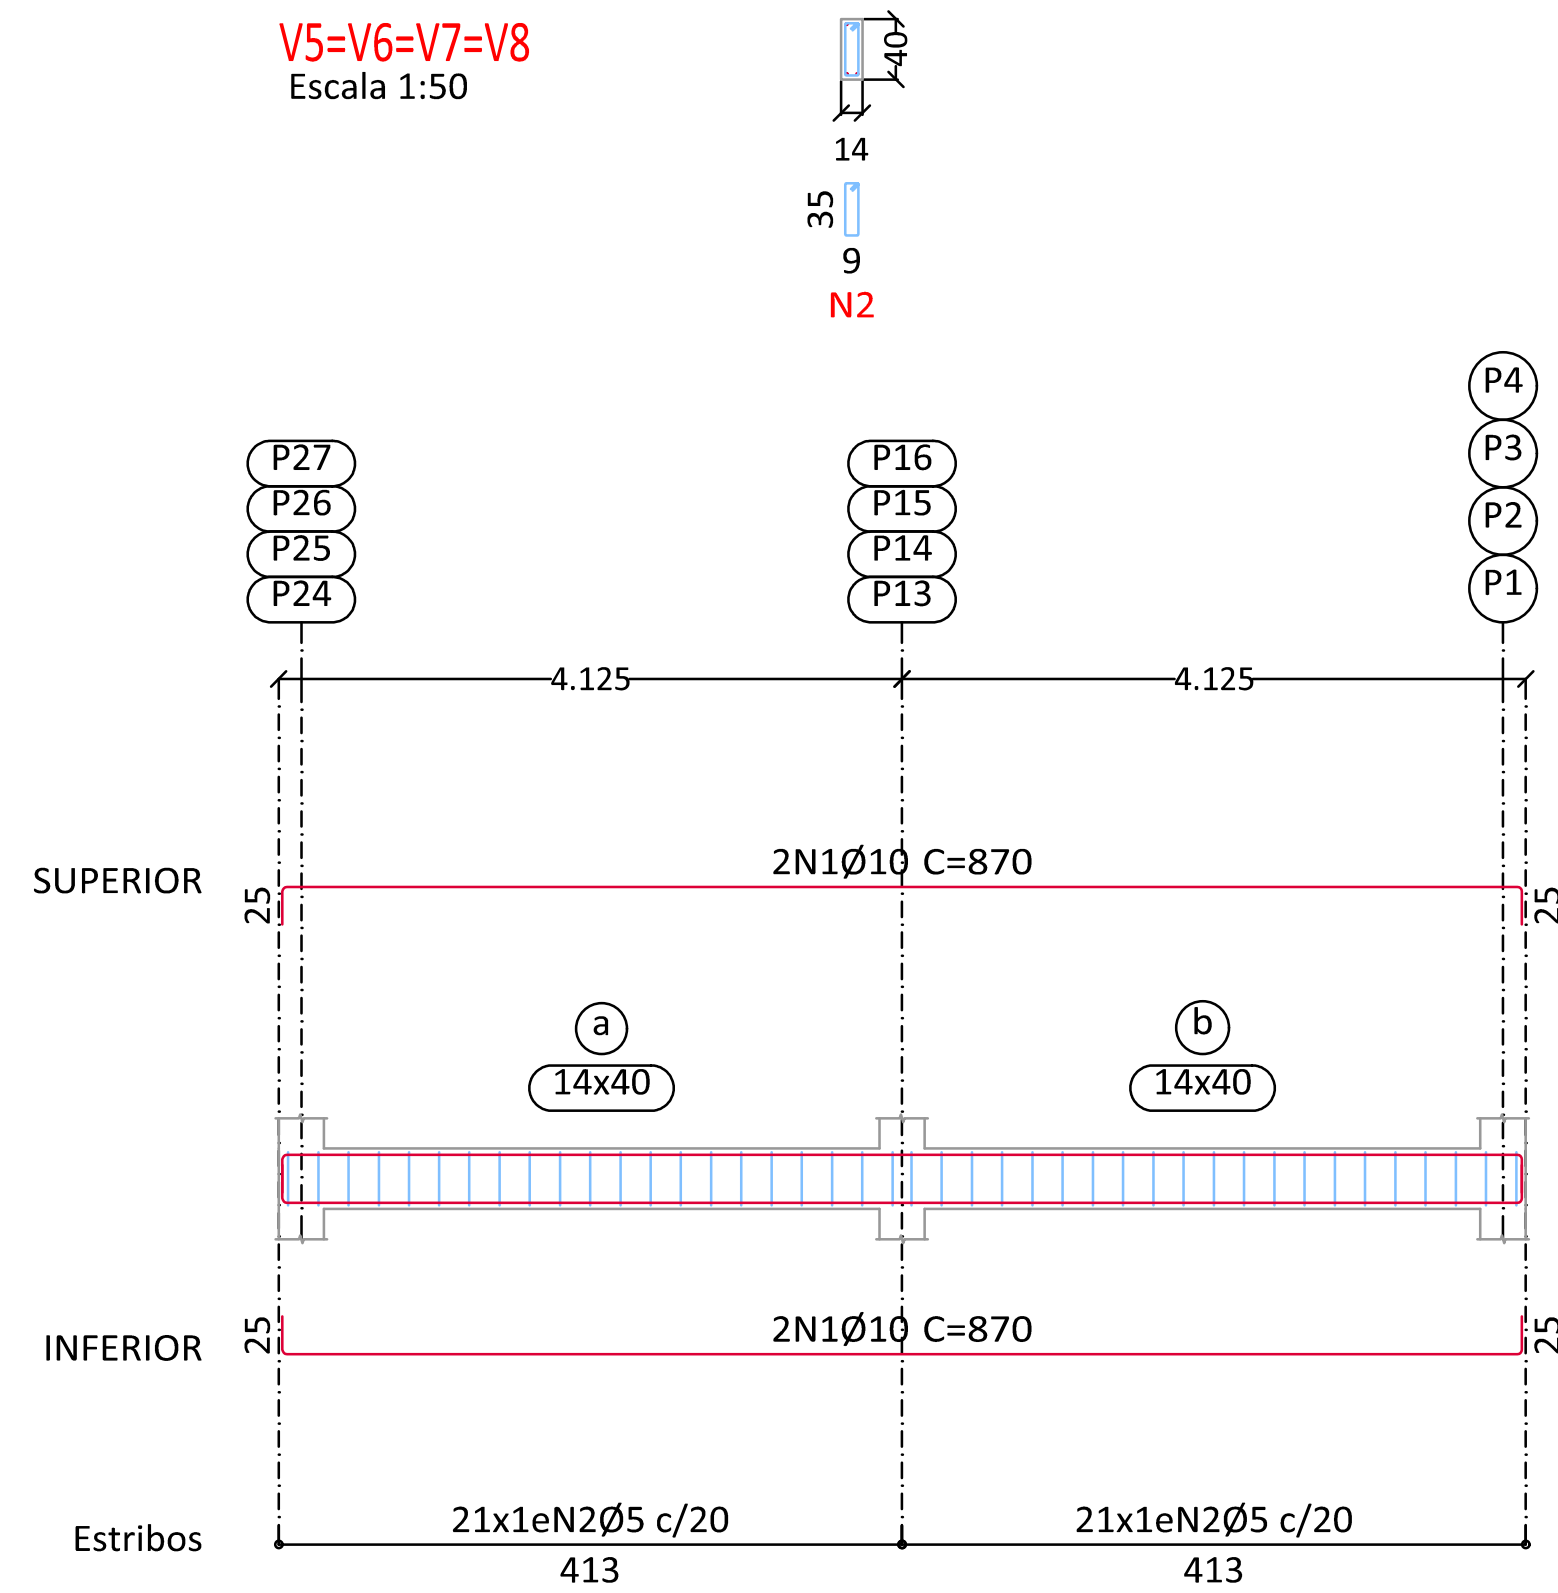 V5=V6=V7=V8
Escala 1:50
40
14
35
9
N2
P4
P3
P2
P1
P27
P26
P25
P24
P16
P15
P14
P13
4.125
4.125
SUPERIOR
25
2N1Ø10 C=870
25
a
14x40
b
14x40
INFERIOR
25
2N1Ø10 C=870
25
Estribos
21x1eN2Ø5 c/20
413
21x1eN2Ø5 c/20
413